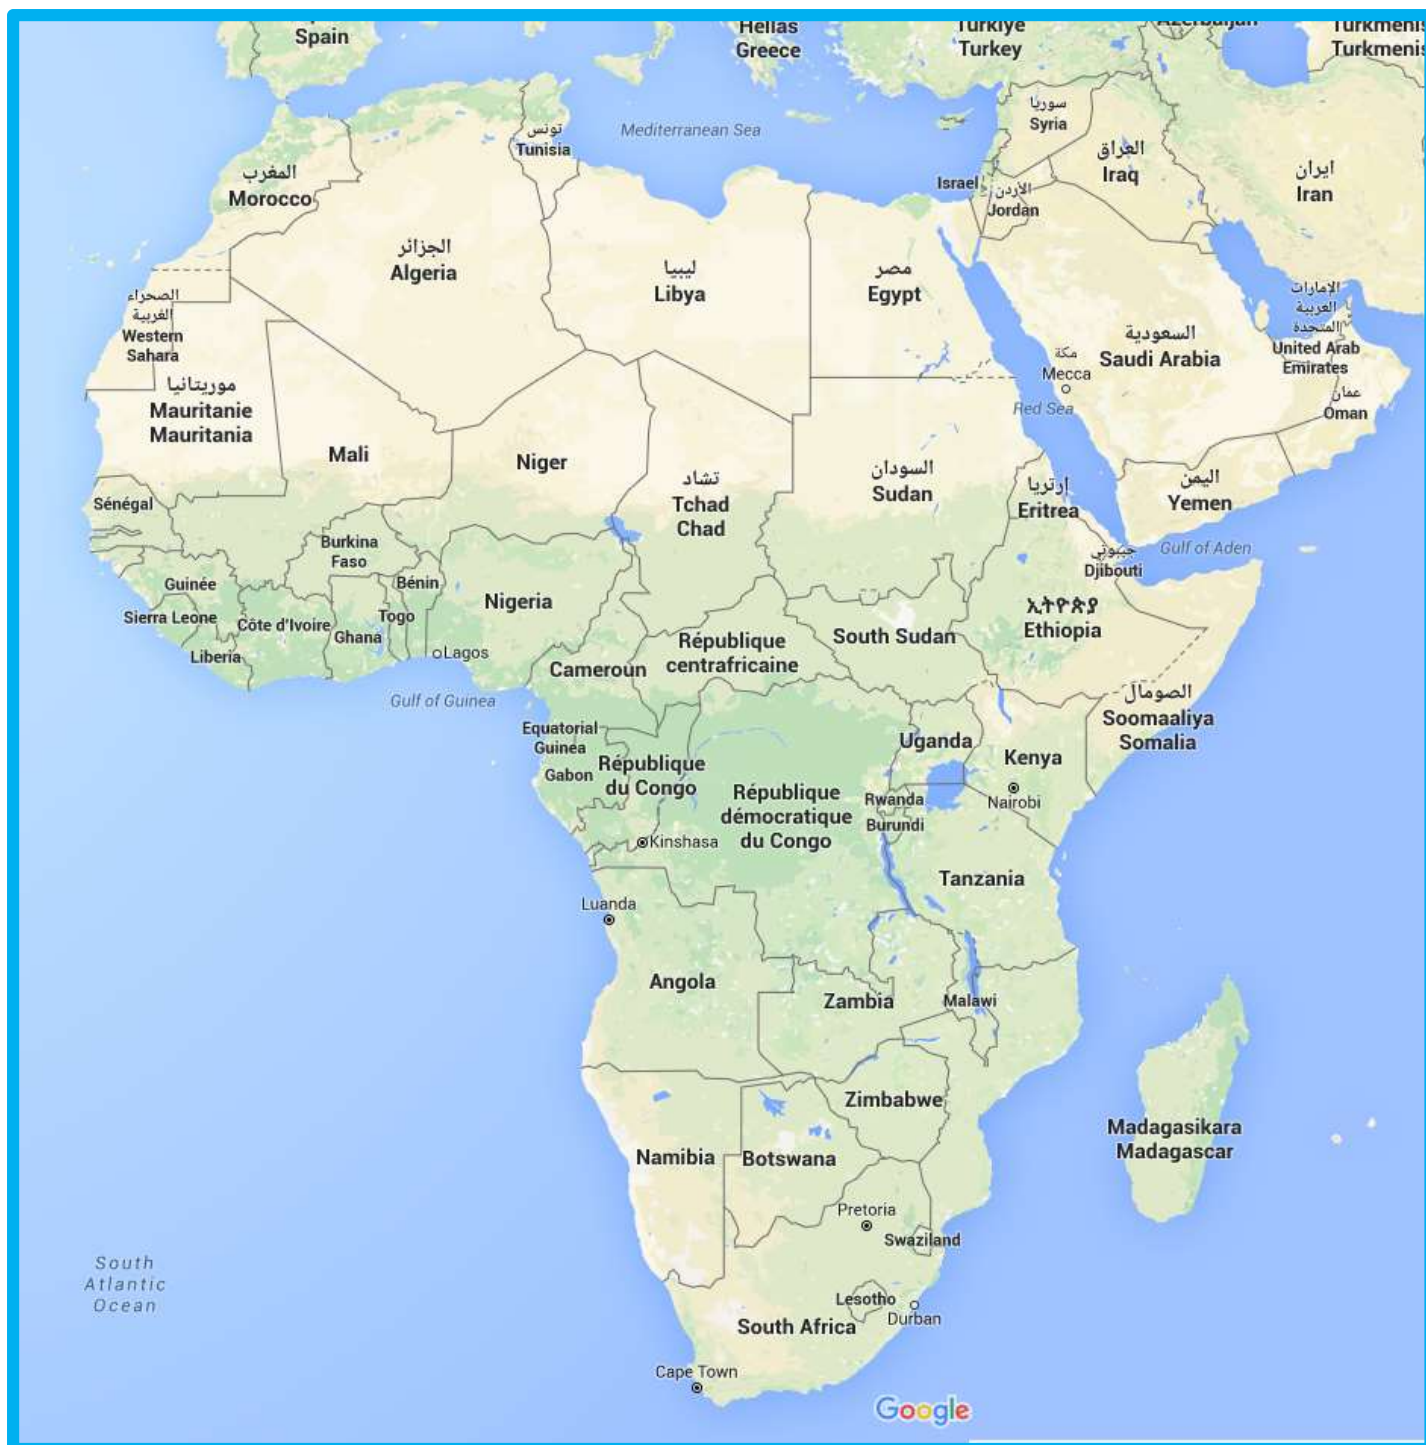 Spain
Hellas
Greece
Türkiye
Turkey
Azerbaijan
Mediterranean Sea
سوريا
Syria
العراق
Iraq
ایران
Iran
تونس
Tunisia
المغرب
Morocco
Israel
الأردن
Jordan
الجزائر
Algeria
ليبيا
Libya
مصر
Egypt
الصحراء
الغربية
Western
Sahara
السعودية
Saudi Arabia
مكة
Mecca
Red Sea
الإمارات
العربية
المتحدة
United Arab
Emirates
عمان
Oman
موريتانيا
Mauritanie
Mauritania
Mali
Niger
تشاد
Tchad
Chad
السودان
Sudan
إرتريا
Eritrea
اليمن
Yemen
Sénégal
Burkina
Faso
Guinée
Bénin
Nigeria
جيبوتي
Djibouti
Gulf of Aden
Sierra Leone
Côte d'Ivoire
Ghana
Togo
Liberia
Lagos
Gulf of Guinea
Cameroun
République
centrafricaine
South Sudan
ኢትዮጵያ
Ethiopia
الصومال
Soomaaliya
Somalia
Equatorial
Guinea
Gabon
République
du Congo
Uganda
Kenya
Nairobi
République
démocratique
du Congo
Rwanda
Burundi
Kinshasa
Tanzania
Luanda
Angola
Zambia
Malawi
Zimbabwe
Madagasikara
Madagascar
Namibia
Botswana
Pretoria
Swaziland
South
Atlantic
Ocean
Lesotho
Durban
South Africa
Cape Town
Google